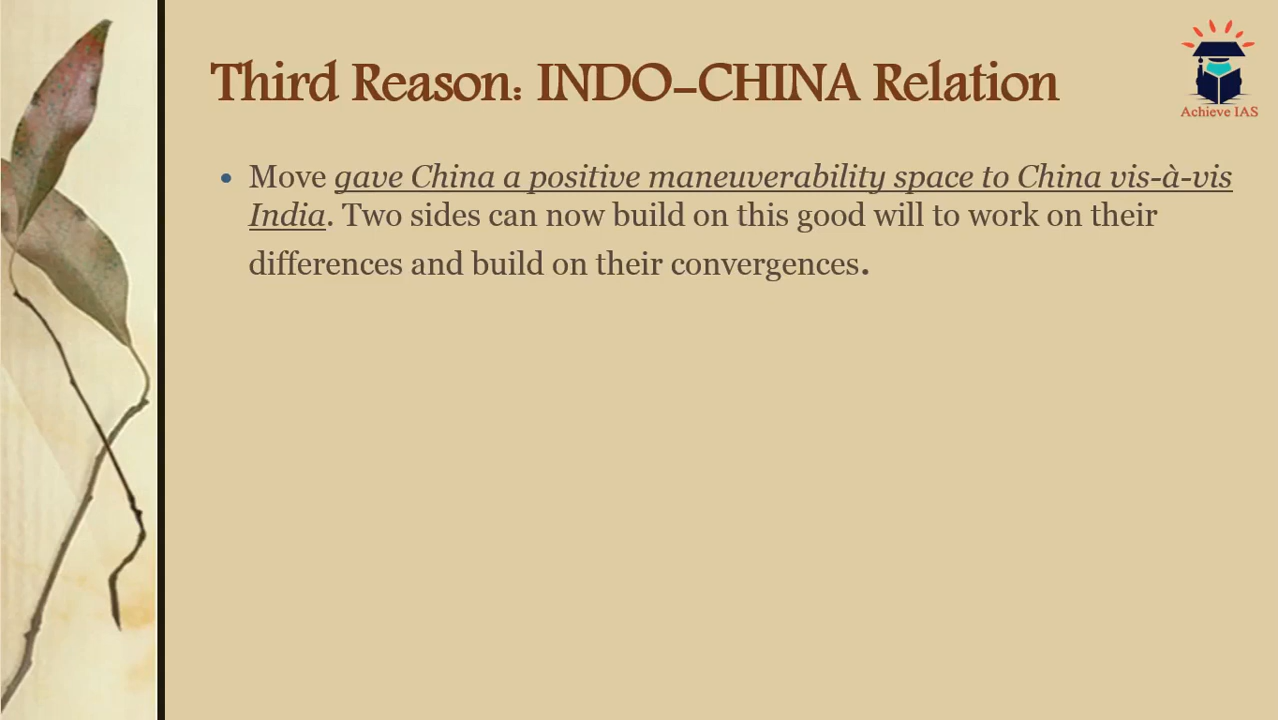 Third Reason: INDO-CHINA Relation
Achieve IAS
• Move gave China a positive maneuverability space to China vis-à-vis
India. Two sides can now build on this good will to work on their
differences and build on their convergences.